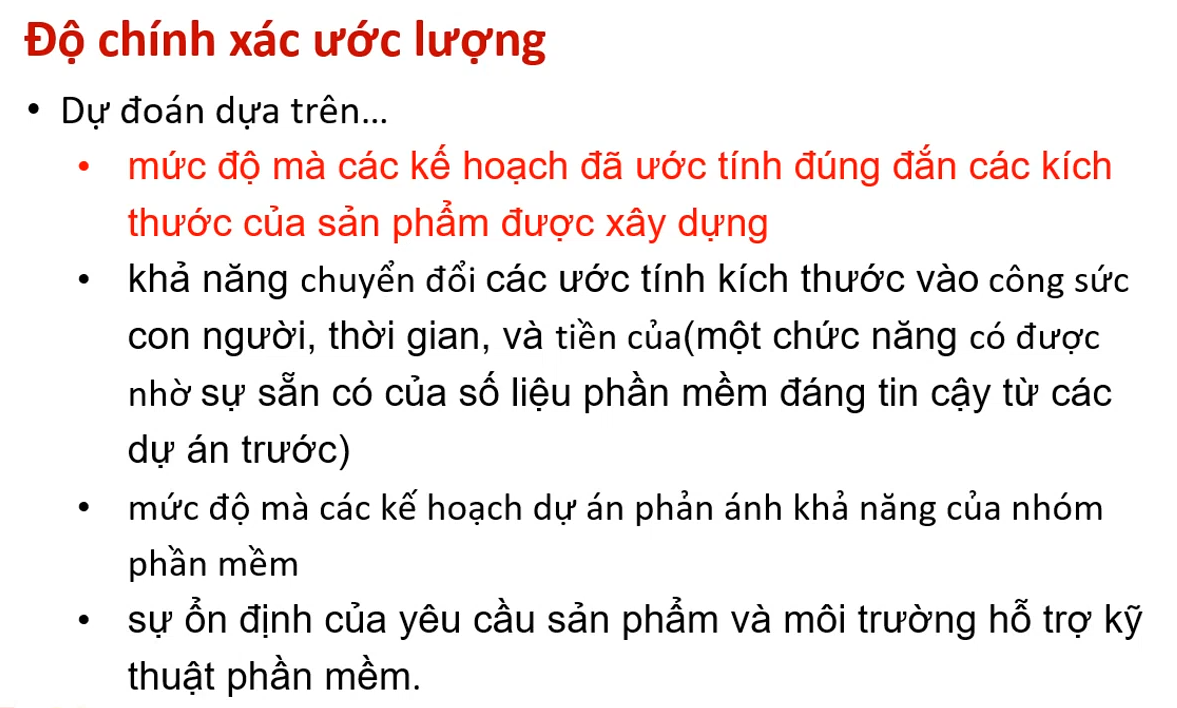 Độ chính xác ước lượng
• Dự đoán dựa trên...
• mức độ mà các kế hoạch đã ước tính đúng đắn các kích
thước của sản phẩm được xây dựng
• khả năng chuyển đổi các ước tính kích thước vào công sức
con người, thời gian, và tiền của(một chức năng có được
nhờ sự sẵn có của số liệu phần mềm đáng tin cậy từ các
dự án trước)
• mức độ mà các kế hoạch dự án phản ánh khả năng của nhóm
phần mềm
• sự ổn định của yêu cầu sản phẩm và môi trường hỗ trợ kỹ
thuật phần mềm.